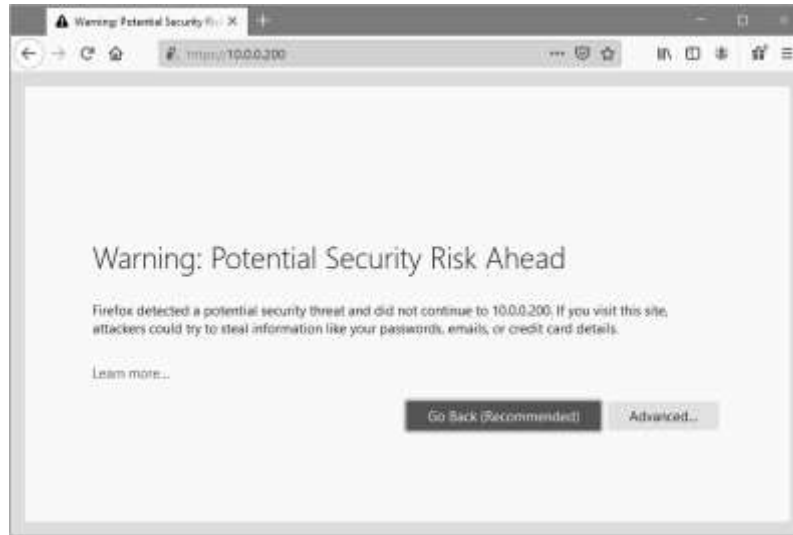 Warning: Potential Security Ri
https://10.0.0.200
Warning: Potential Security Risk Ahead
Firefox detected a potential security threat and did not continue to 10.0.0.200. If you visit this site,
attackers could try to steal information like your passwords, emails, or credit card details.
Learn more...
Go Back (Recommended) Advanced...